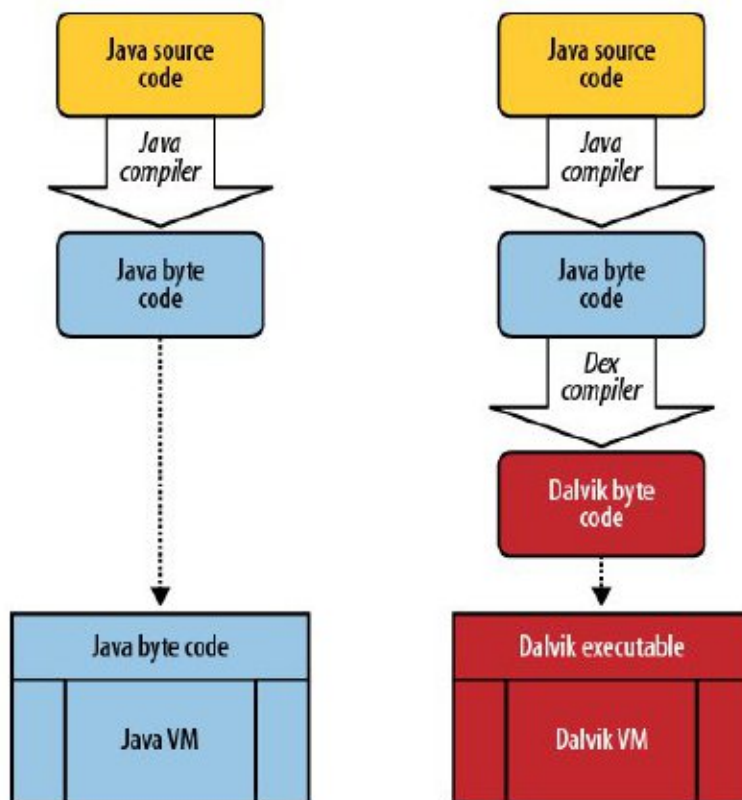 Java source
code
Java
compiler
Java byte
code
Java byte code
Java VM
Java source
code
Java
compiler
Java byte
code
Dex
compiler
Dalvik byte
code
Dalvik executable
Dalvik VM